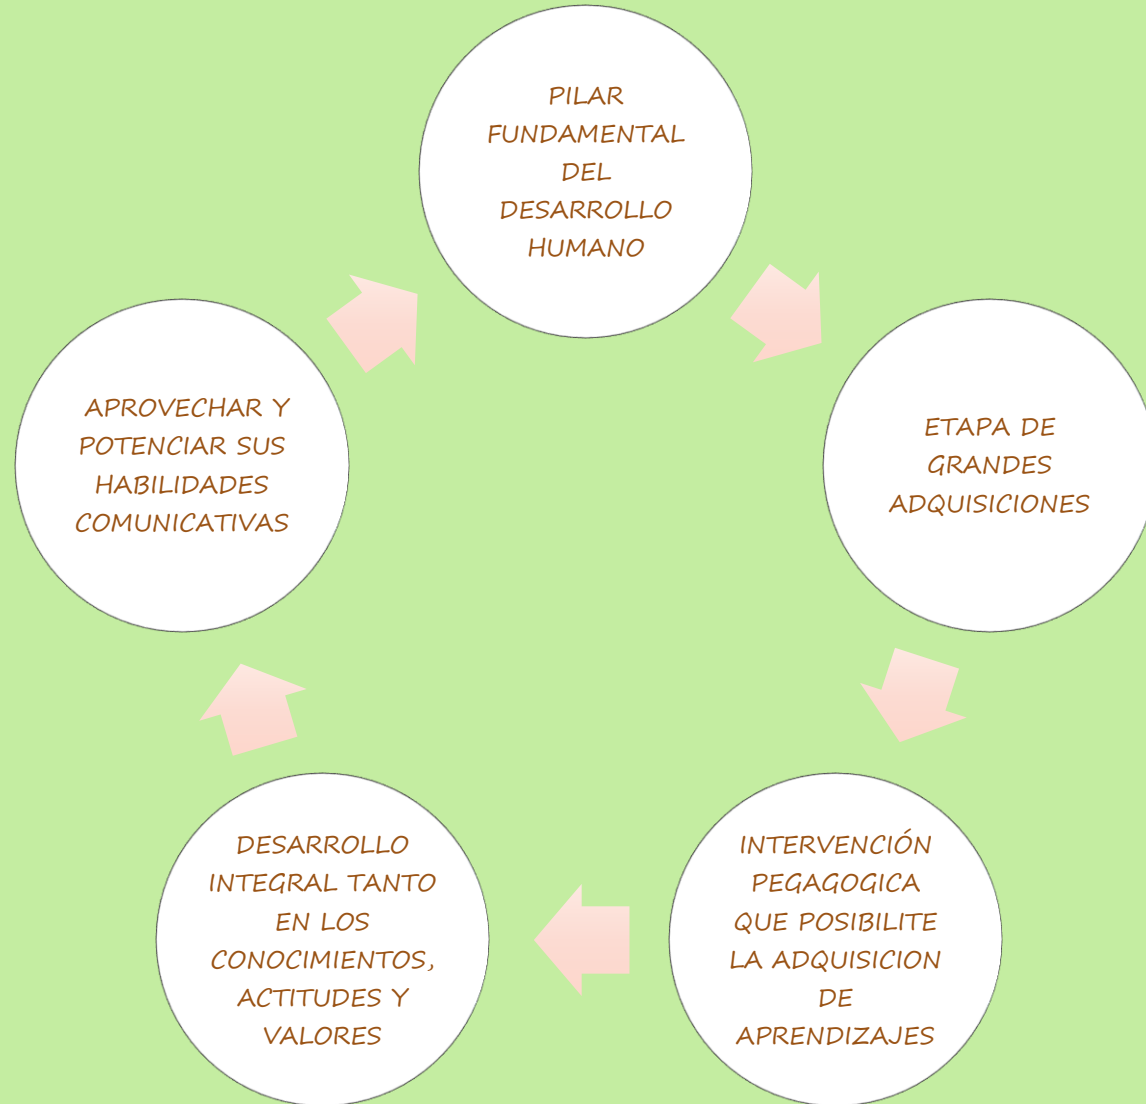 PILAR
FUNDAMENTAL
DEL
DESARROLLO
HUMANO
ETAPA DE
GRANDES
ADQUISICIONES
INTERVENCIÓN
PEGAGOGICA
QUE POSIBILITE
LA ADQUISICION
DE
APRENDIZAJES
DESARROLLO
INTEGRAL TANTO
EN LOS
CONOCIMIENTOS,
ACTITUDES Y
VALORES
APROVECHAR Y
POTENCIAR SUS
HABILIDADES
COMUNICATIVAS